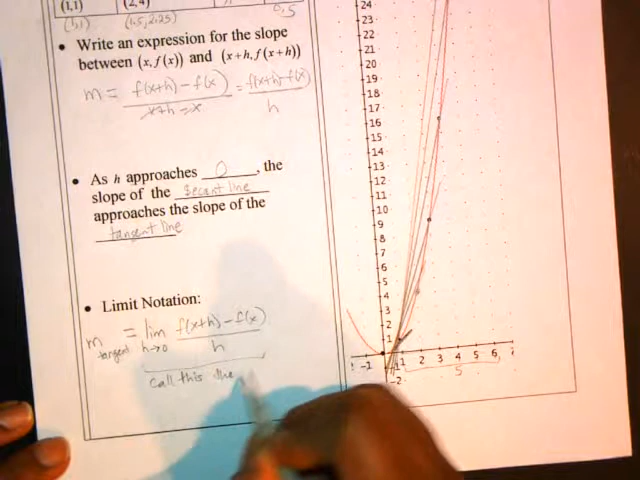 (1,1) (2,4)
(1,1) (1.5, 2.25) 0.5
• Write an expression for the slope
between (x, f(x)) and (x+h, f(x+h))
m = f(x+h) - f(x) / x+h-x = f(x+h)-f(x) / h
• As h approaches 0, the
slope of the secant line
approaches the slope of the
tangent line
• Limit Notation:
m tangent = lim h→0 f(x+h) - f(x) / h
call this the
24
23
22
21
20
19
18
17
16
15
14
13
12
11
10
9
8
7
6
5
4
3
2
1
-1 1 2 3 4 5 6 7
-2
5